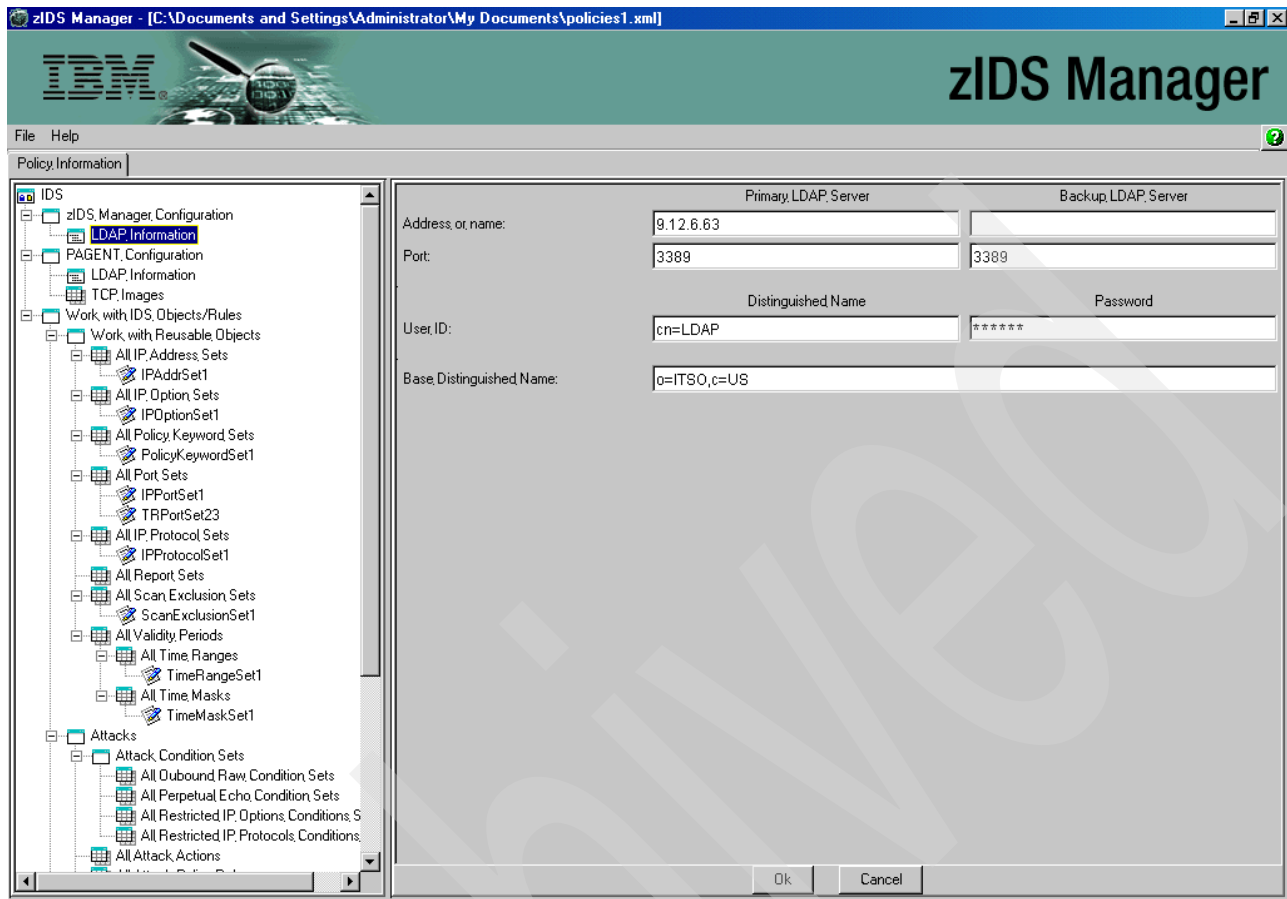 zIDS Manager - [C:\Documents and Settings\Administrator\My Documents\policies1.xml]
IBM.
zIDS Manager
File Help
Policy Information
IDS
zIDS Manager Configuration
LDAP Information
PAGENT Configuration
LDAP Information
TCP Images
Work with IDS Objects/Rules
Work with Reusable Objects
All IP Address Sets
IPAddrSet1
All IP Option Sets
IPOptionSet1
All Policy Keyword Sets
PolicyKeywordSet1
All Port Sets
IPPortSet1
TRPortSet23
All IP Protocol Sets
IPProtocolSet1
All Report Sets
All Scan Exclusion Sets
ScanExclusionSet1
All Validity Periods
All Time Ranges
TimeRangeSet1
All Time Masks
TimeMaskSet1
Attacks
Attack Condition Sets
All Oubound Raw Condition Sets
All Perpetual Echo Condition Sets
All Restricted IP Options Conditions S
All Restricted IP Protocols Conditions
All Attack Actions
Primary LDAP Server Backup LDAP Server
Address or name: 9.12.6.63
Port: 3389 3389
Distinguished Name Password
User ID: cn=LDAP ******
Base Distinguished Name: o=ITSO,c=US
Ok Cancel